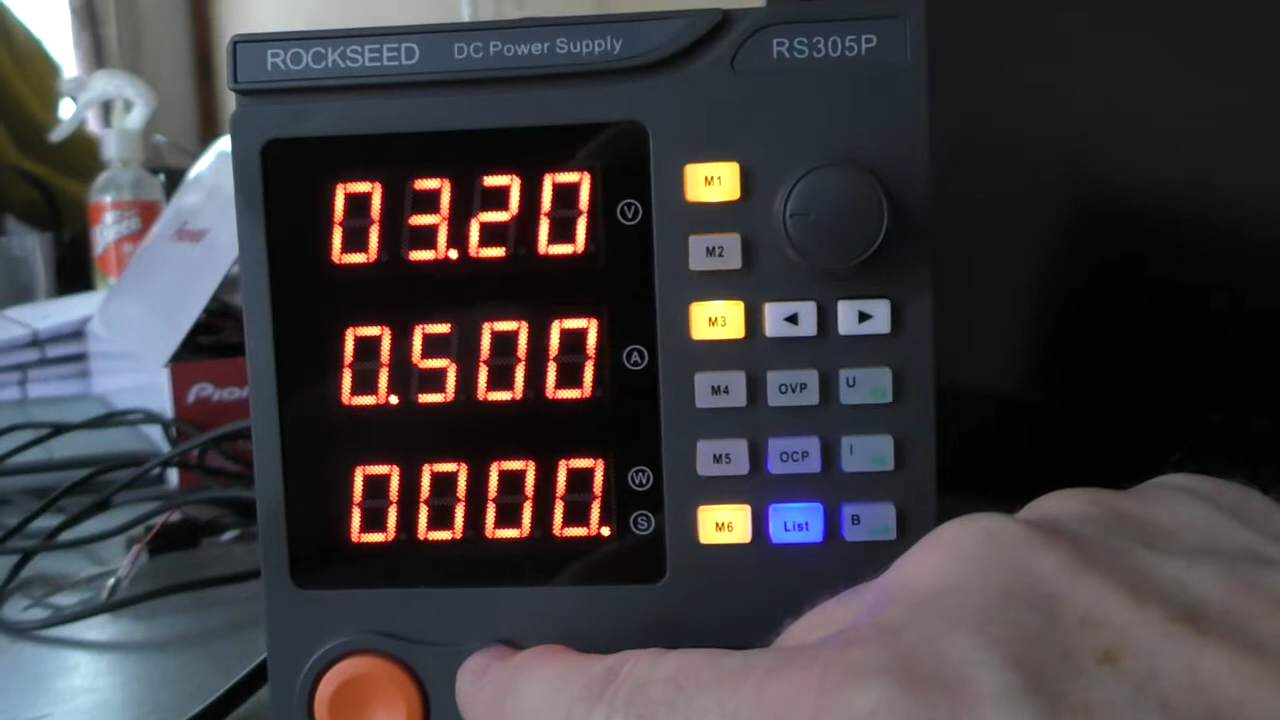 ROCKSEED DC Power Supply RS305P
03.20 V
0.500 A
0000. W
S
M1
M2
M3 ◀ ▶
M4 OVP U
M5 OCP I
M6 List B
PION